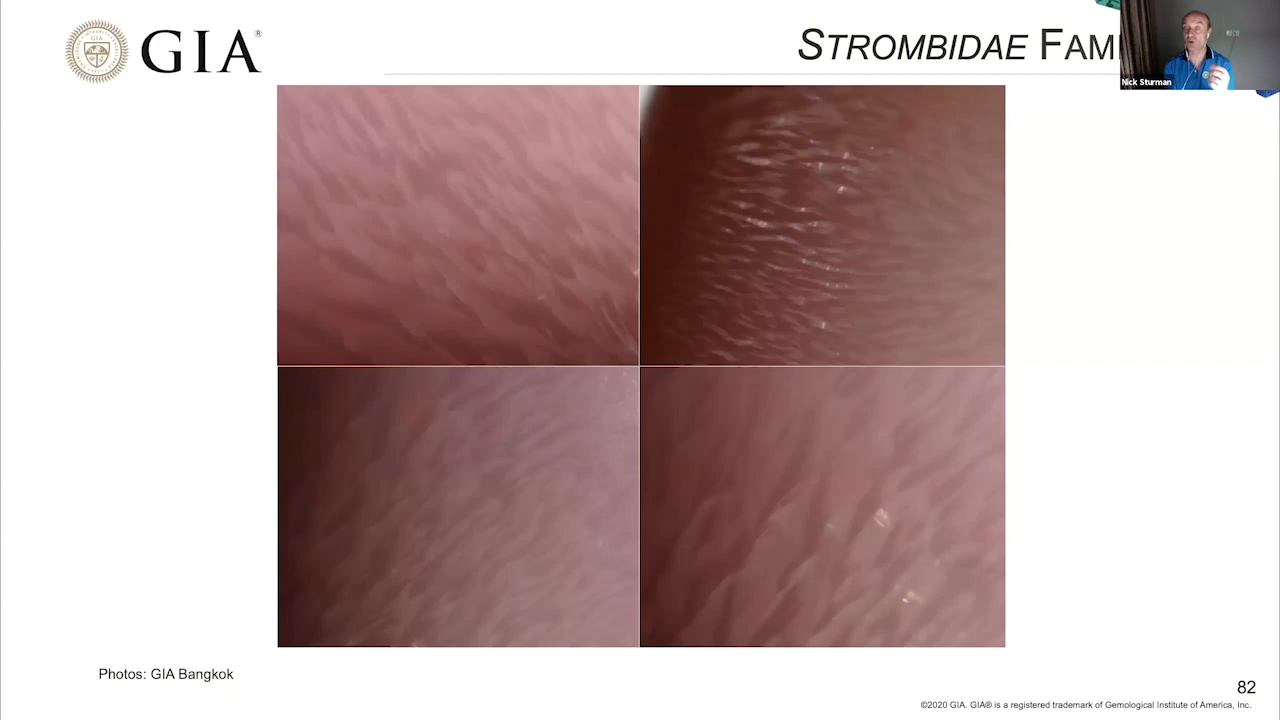 GIA®
STROMBIDAE FAM
Nick Sturman
Photos: GIA Bangkok
82
©2020 GIA. GIA® is a registered trademark of Gemological Institute of America, Inc.